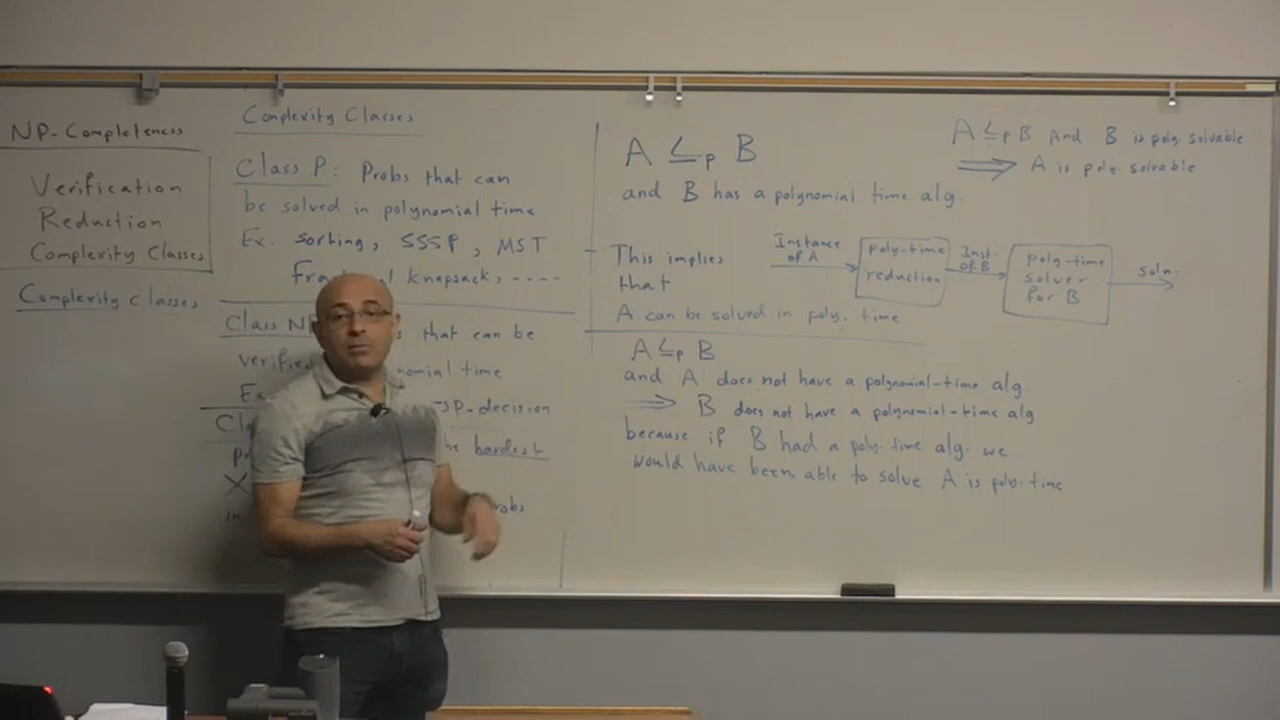 NP-Completeness
Verification
Reduction
Complexity Classes
Complexity classes
Complexity Classes
Class P: Probs that can
be solved in polynomial time
Ex. sorting, SSSP, MST
knapsack, ....
Class that can be
time
Ex
-decision
hardest
X
in
A ≤p B
and B has a polynomial time alg.
This implies
that
A can be solved in poly. time
Instance
of A
poly-time
reduction
Inst.
of B
poly-time
solver
for B
soln.
A ≤p B And B is poly. solvable
⟹ A is poly. solvable
A ≤p B
and A does not have a polynomial-time alg.
⟹ B does not have a polynomial-time alg
because if B had a poly. time alg. we
would have been able to solve A is poly. time